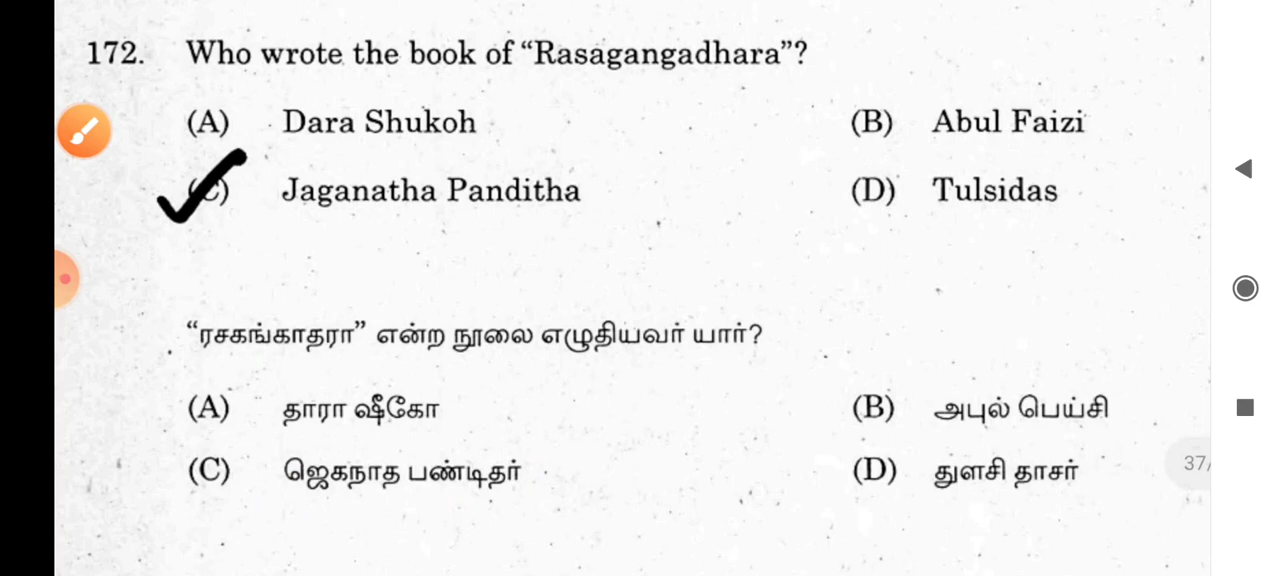 172. Who wrote the book of “Rasagangadhara”?
(A) Dara Shukoh (B) Abul Faizi
(C) Jaganatha Panditha (D) Tulsidas
“ரசகங்காதரா” என்ற நூலை எழுதியவர் யார்?
(A) தாரா ஷீகோ (B) அபுல் பெய்சி
(C) ஜெகநாத பண்டிதர் (D) துளசி தாசர்
37/